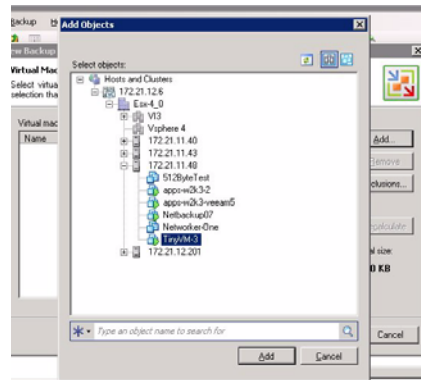 Backup
Add Objects
New Backup
Virtual Mac
Select virtua
selection tha
Select objects:
Virtual mac
Name
Hosts and Clusters
172.21.12.6
Esx-4_0
VI3
Vsphere 4
172.21.11.40
172.21.11.43
172.21.11.48
512ByteTest
apps-w2k3-2
apps-w2k3-veeam5
Netbackup07
Networker-One
TinyVM-3
172.21.12.201
Add...
Remove
clusions...
ecalculate
al size:
0 KB
Type an object name to search for
Cancel
Add
Cancel